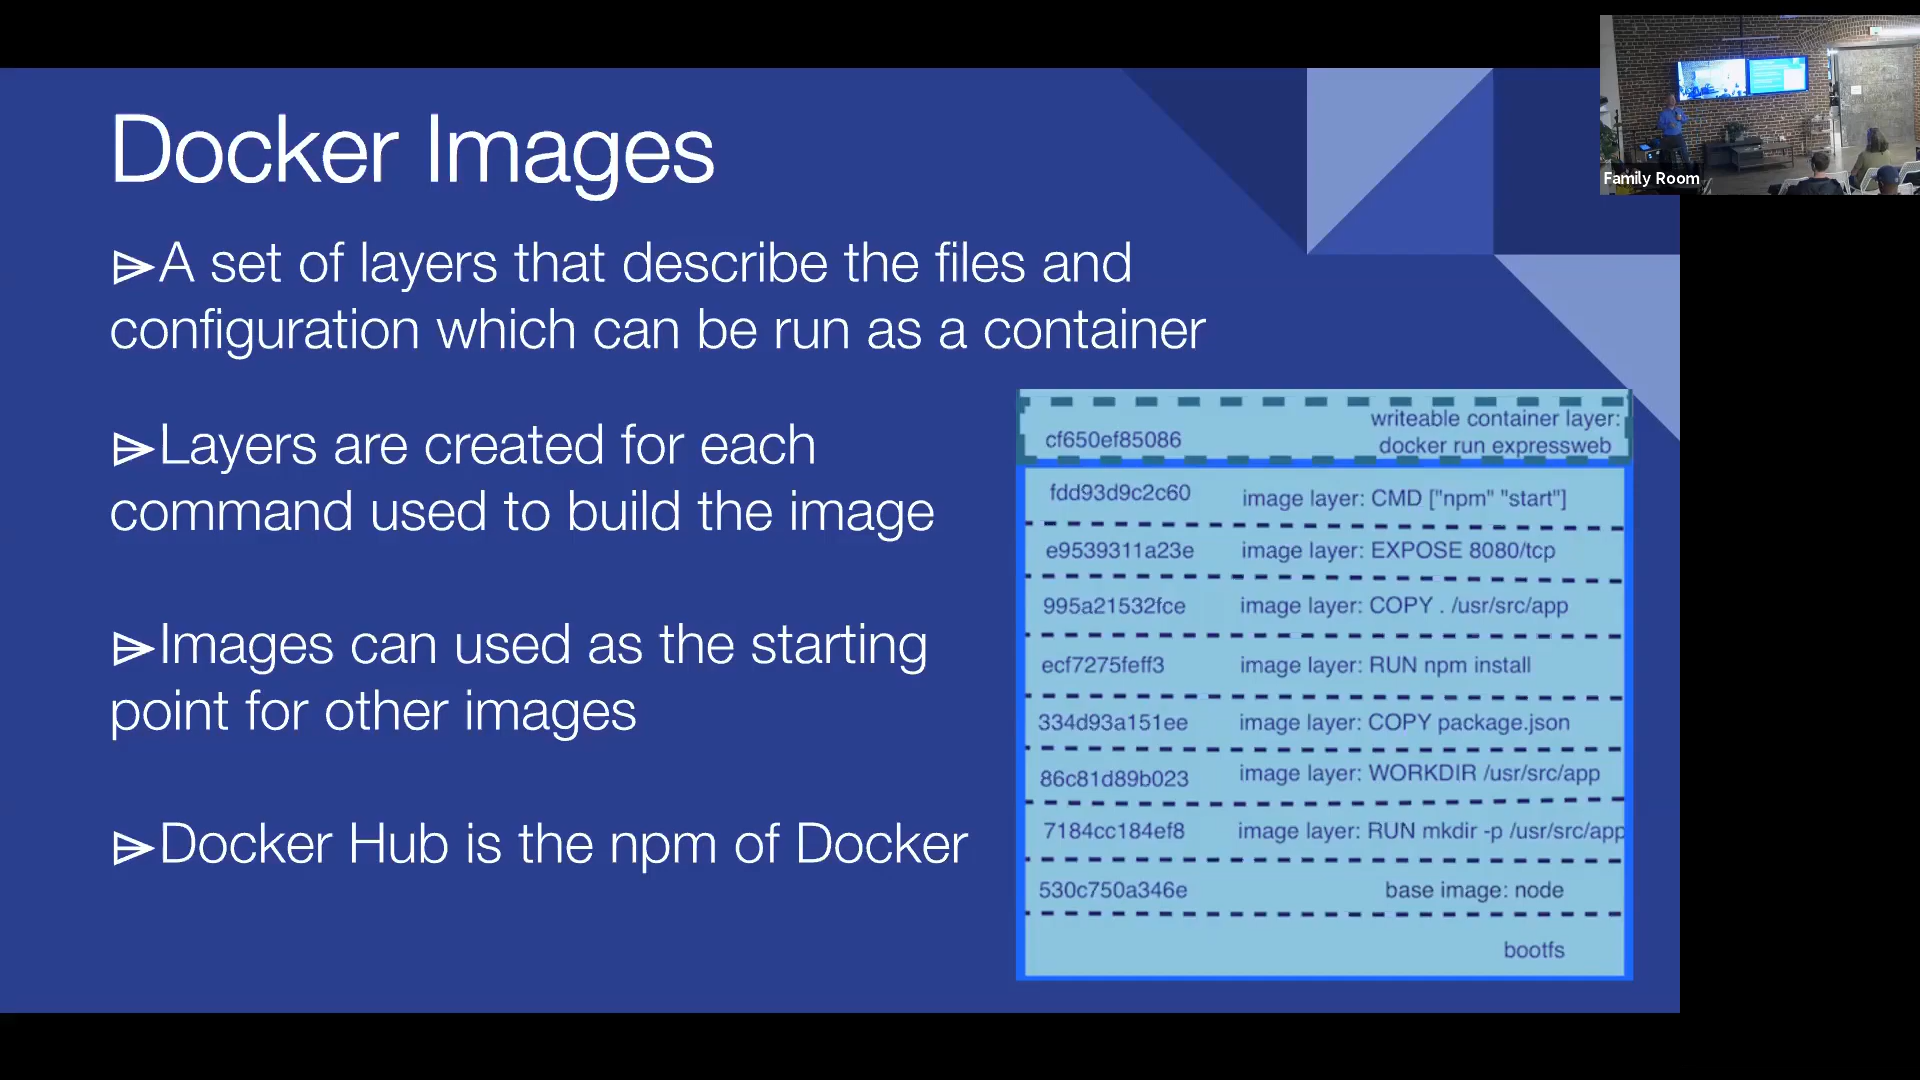 Docker Images
⮚A set of layers that describe the files and
configuration which can be run as a container
⮚Layers are created for each
command used to build the image
⮚Images can used as the starting
point for other images
⮚Docker Hub is the npm of Docker
writeable container layer:
cf650ef85086 docker run expressweb
fdd93d9c2c60 image layer: CMD ["npm" "start"]
e9539311a23e image layer: EXPOSE 8080/tcp
995a21532fce image layer: COPY . /usr/src/app
ecf7275feff3 image layer: RUN npm install
334d93a151ee image layer: COPY package.json
86c81d89b023 image layer: WORKDIR /usr/src/app
7184cc184ef8 image layer: RUN mkdir -p /usr/src/app
530c750a346e base image: node
bootfs
Family Room